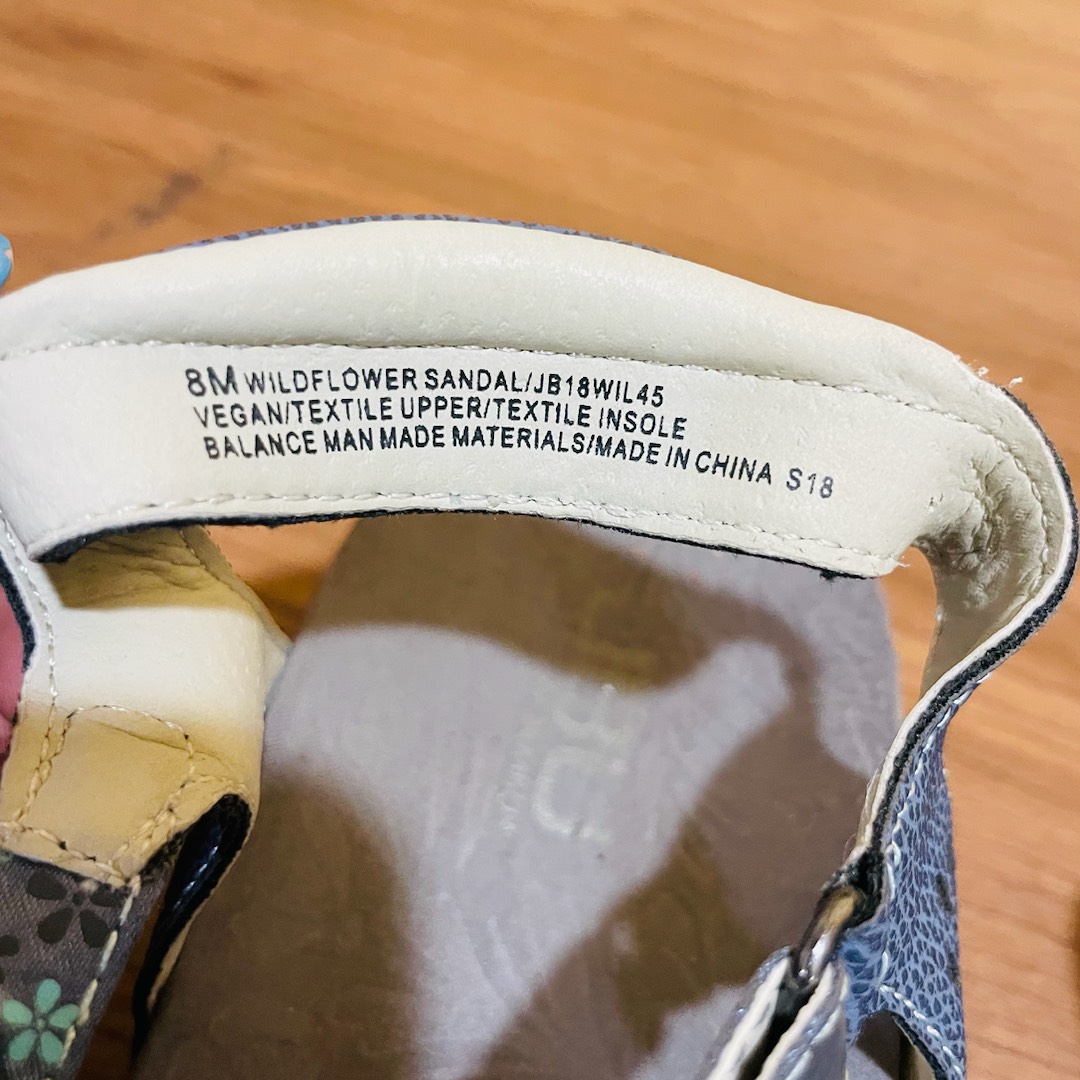 8M WILDFLOWER SANDAL/JB18WIL45
VEGAN/TEXTILE UPPER/TEXTILE INSOLE
BALANCE MAN MADE MATERIALS/MADE IN CHINA S18